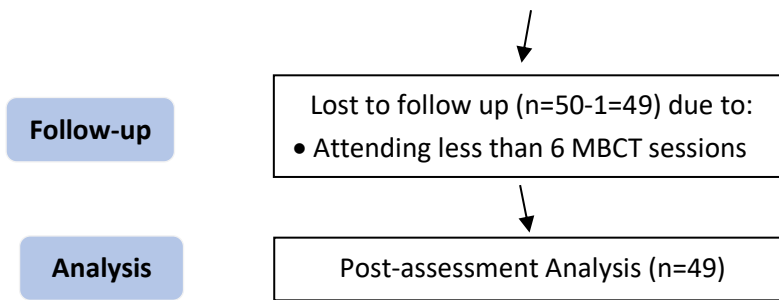 Follow-up
Lost to follow up (n=50-1=49) due to:
• Attending less than 6 MBCT sessions
Analysis
Post-assessment Analysis (n=49)